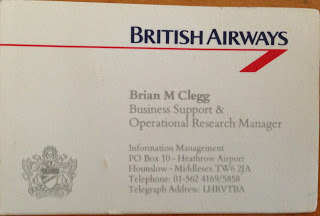 BRITISH AIRWAYS
Brian M Clegg
Business Support &
Operational Research Manager
Information Management
PO Box 10 – Heathrow Airport
Hounslow – Middlesex TW6 2JA
Telephone: 01-562 4169/5858
Telegraph Address: LHRVTBA